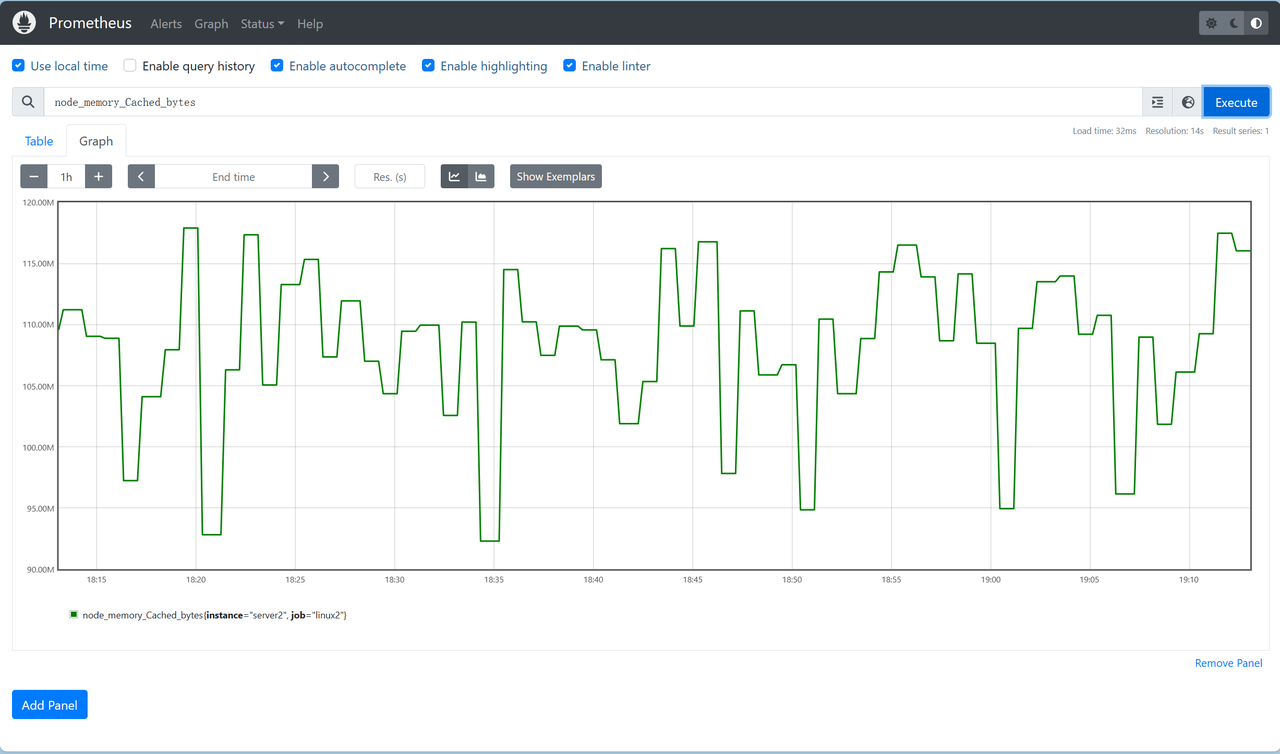 Prometheus Alerts Graph Status Help
Use local time Enable query history Enable autocomplete Enable highlighting Enable linter
node_memory_Cached_bytes Execute
Load time: 32ms Resolution: 14s Result series: 1
Table Graph
1h End time Res. (s) Show Exemplars
120.00M
115.00M
110.00M
105.00M
100.00M
95.00M
90.00M
18:15 18:20 18:25 18:30 18:35 18:40 18:45 18:50 18:55 19:00 19:05 19:10
node_memory_Cached_bytes{instance="server2", job="linux2"}
Remove Panel
Add Panel